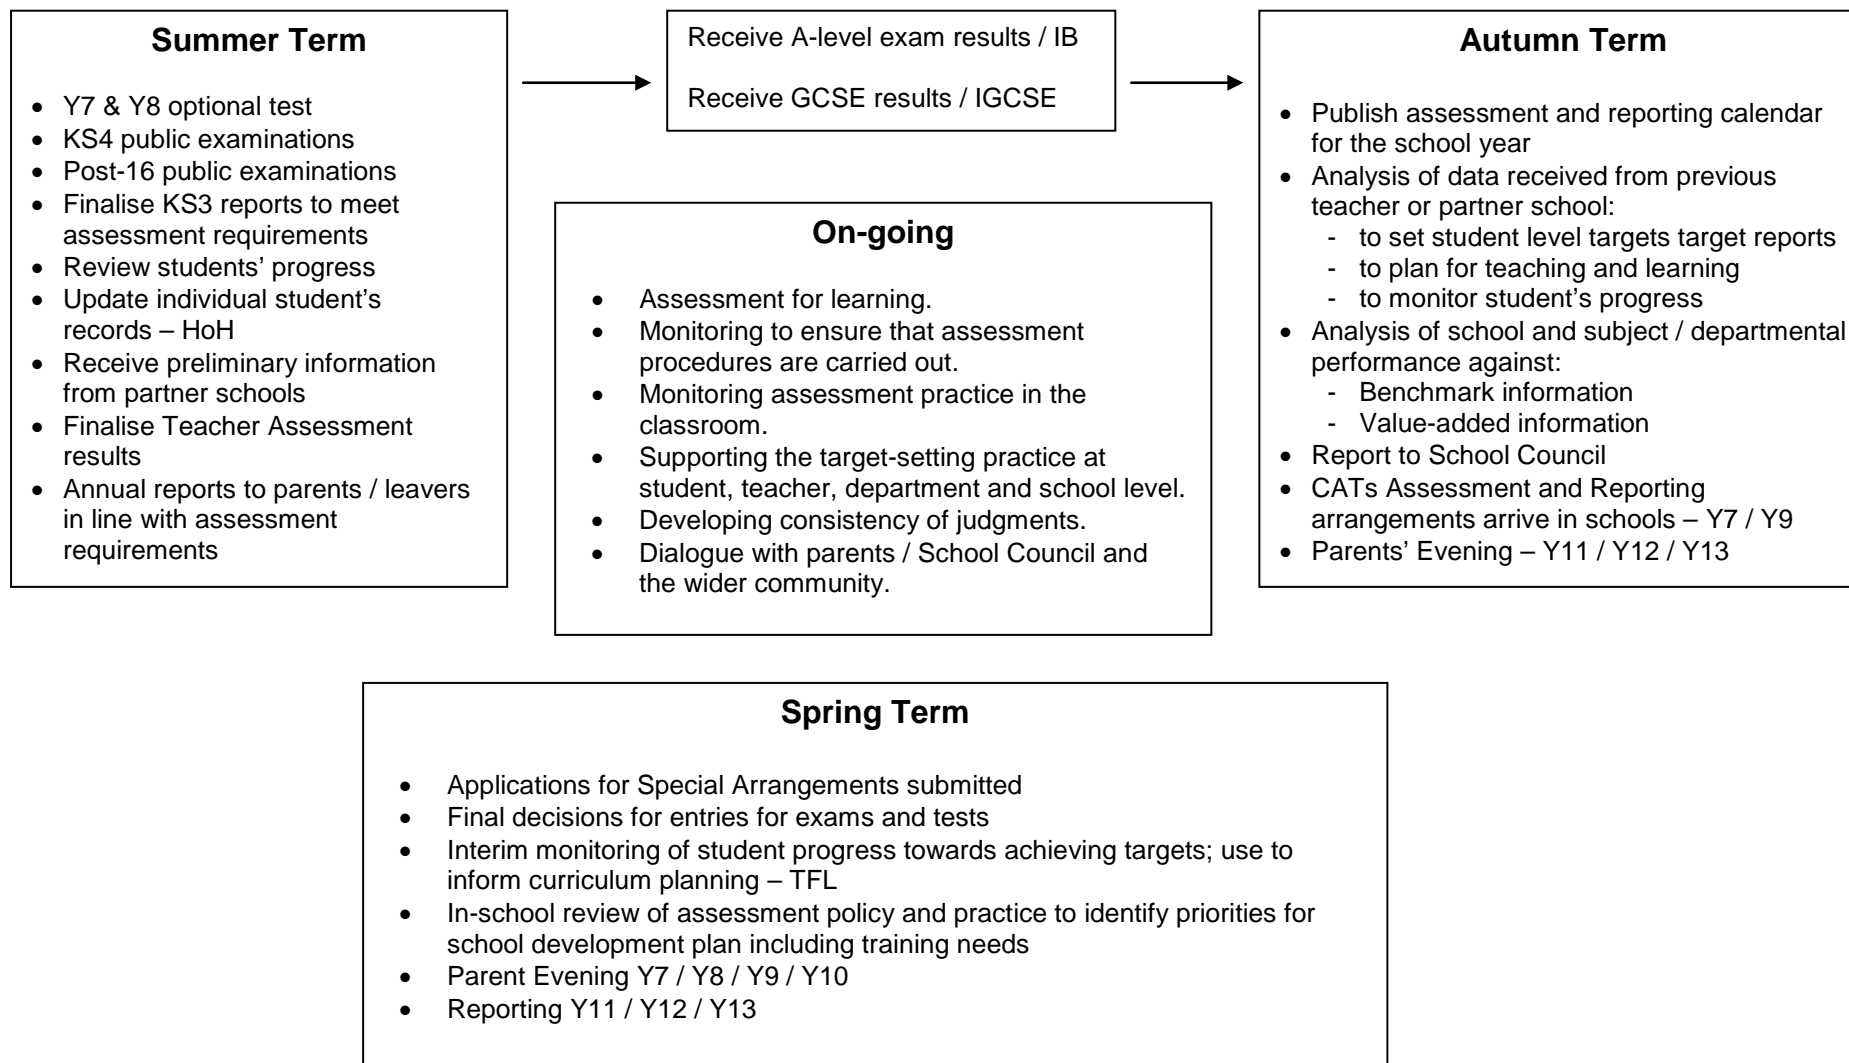 Summer Term
• Y7 & Y8 optional test
• KS4 public examinations
• Post-16 public examinations
• Finalise KS3 reports to meet
assessment requirements
• Review students’ progress
• Update individual student’s
records – HoH
• Receive preliminary information
from partner schools
• Finalise Teacher Assessment
results
• Annual reports to parents / leavers
in line with assessment
requirements
Receive A-level exam results / IB
Receive GCSE results / IGCSE
On-going
• Assessment for learning.
• Monitoring to ensure that assessment
procedures are carried out.
• Monitoring assessment practice in the
classroom.
• Supporting the target-setting practice at
student, teacher, department and school level.
• Developing consistency of judgments.
• Dialogue with parents / School Council and
the wider community.
Autumn Term
• Publish assessment and reporting calendar
for the school year
• Analysis of data received from previous
teacher or partner school:
- to set student level targets target reports
- to plan for teaching and learning
- to monitor student’s progress
• Analysis of school and subject / departmental
performance against:
- Benchmark information
- Value-added information
• Report to School Council
• CATs Assessment and Reporting
arrangements arrive in schools – Y7 / Y9
• Parents’ Evening – Y11 / Y12 / Y13
Spring Term
• Applications for Special Arrangements submitted
• Final decisions for entries for exams and tests
• Interim monitoring of student progress towards achieving targets; use to
inform curriculum planning – TFL
• In-school review of assessment policy and practice to identify priorities for
school development plan including training needs
• Parent Evening Y7 / Y8 / Y9 / Y10
• Reporting Y11 / Y12 / Y13